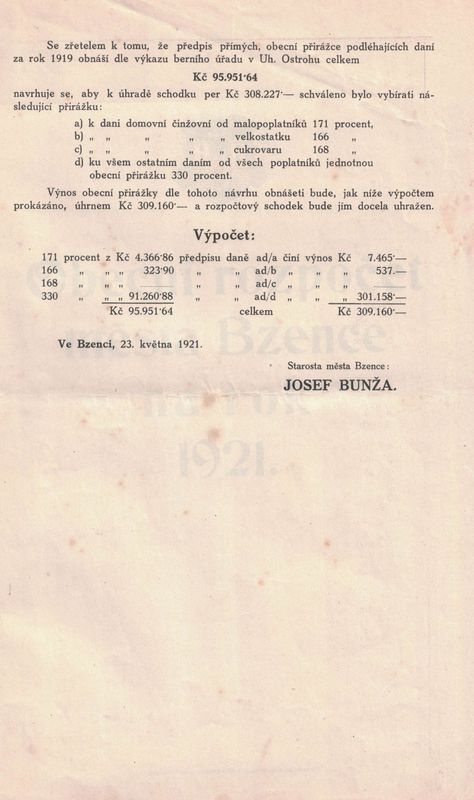 Se zřetelem k tomu, že předpis přímých, obecní přirážce podléhajících daní
za rok 1919 obnáší dle výkazu berního úřadu v Uh. Ostrohu celkem
Kč 95.951·64
navrhuje se, aby k úhradě schodku per Kč 308.227·— schváleno bylo vybírati ná-
sledující přirážku:
a) k dani domovní činžovní od malopoplatníků 171 procent,
b) „ „ „ „ „ velkostatku 166 „
c) „ „ „ „ „ cukrovaru 168 „
d) ku všem ostatním daním od všech poplatníků jednotnou
obecní přirážku 330 procent.
Výnos obecní přirážky dle tohoto návrhu obnášeti bude, jak níže výpočtem
prokázáno, úhrnem Kč 309.160·— a rozpočtový schodek bude jím docela uhražen.
Výpočet:
171 procent z Kč 4.366·86 předpisu daně ad/a činí výnos Kč 7.465·—
166 „ „ „ 323·90 „ „ ad/b „ „ „ 537.—
168 „ „ „ „ „ ad/c „ „ „
330 „ „ „ 91.260·88 „ „ ad/d „ „ „ 301.158·—
Kč 95.951·64 celkem Kč 309.160·—
Ve Bzenci, 23. května 1921.
Starosta města Bzence:
JOSEF BUNŽA.